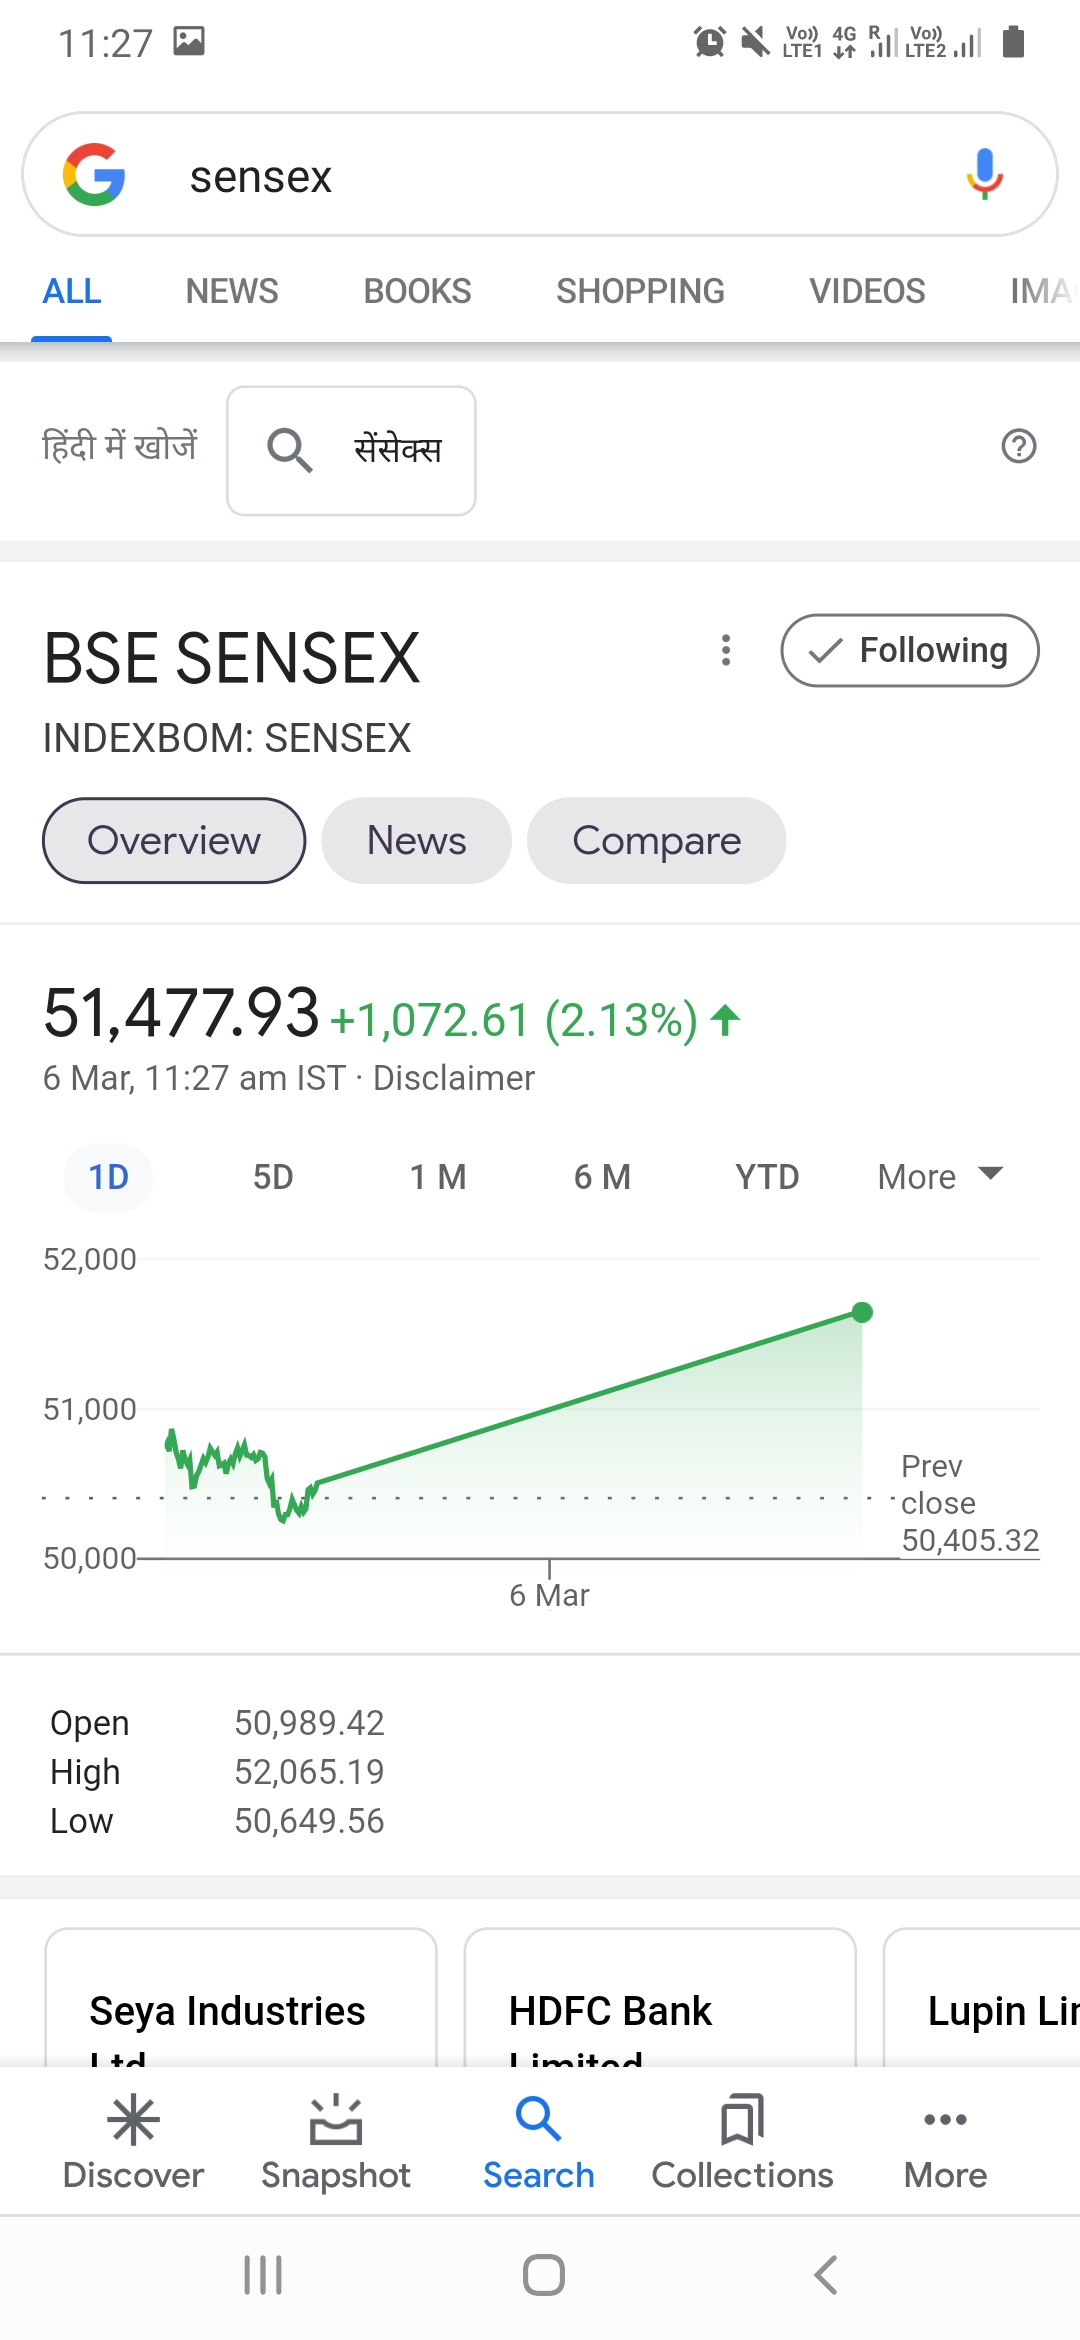 11:27
Vo)) LTE1 4G R Vo)) LTE2
sensex
ALL NEWS BOOKS SHOPPING VIDEOS IMA
हिंदी में खोजें सेंसेक्स
BSE SENSEX
Following
INDEXBOM: SENSEX
Overview News Compare
51,477.93 +1,072.61 (2.13%)
6 Mar, 11:27 am IST · Disclaimer
1D 5D 1 M 6 M YTD More
52,000
51,000
Prev
close
50,405.32
50,000
6 Mar
Open 50,989.42
High 52,065.19
Low 50,649.56
Seya Industries HDFC Bank Lupin Lim
Ltd Limited
Discover Snapshot Search Collections More